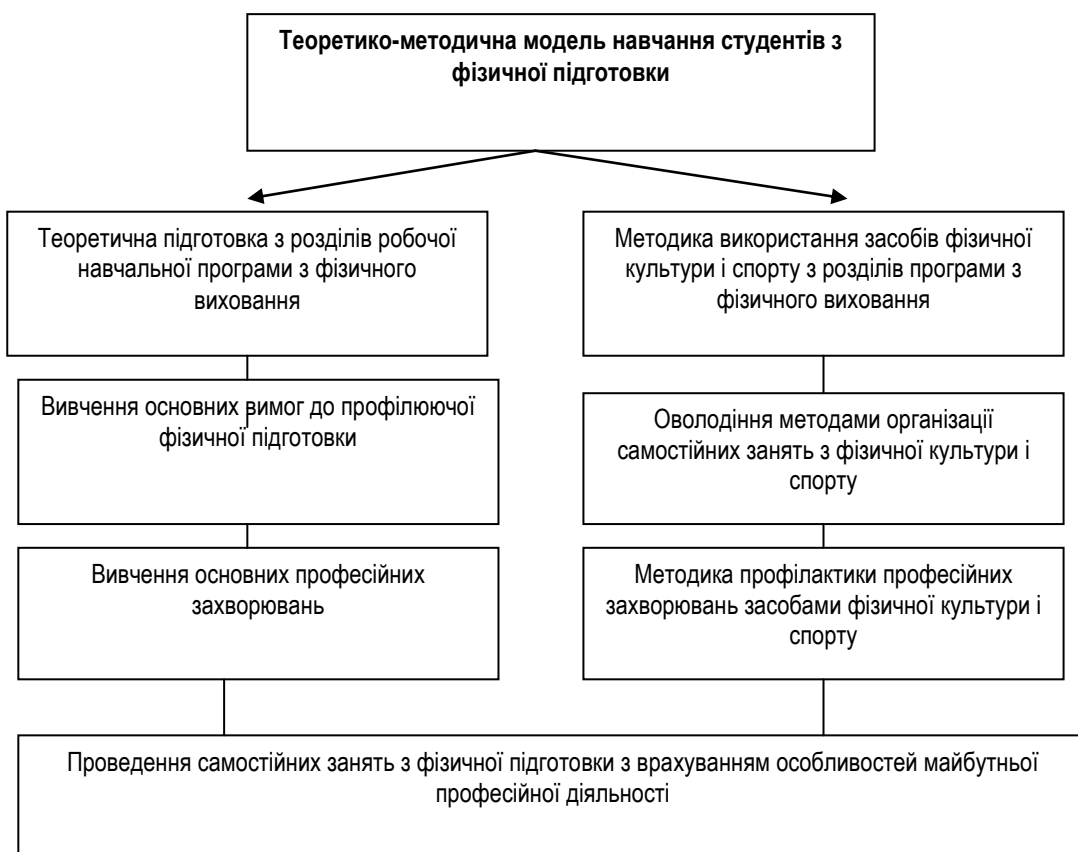 Теоретико-методична модель навчання студентів з
фізичної підготовки
Теоретична підготовка з розділів робочої
навчальної програми з фізичного
виховання
Методика використання засобів фізичної
культури і спорту з розділів програми з
фізичного виховання
Вивчення основних вимог до профілюючої
фізичної підготовки
Оволодіння методами організації
самостійних занять з фізичної культури і
спорту
Вивчення основних професійних
захворювань
Методика профілактики професійних
захворювань засобами фізичної культури і
спорту
Проведення самостійних занять з фізичної підготовки з врахуванням особливостей майбутньої
професійної діяльності